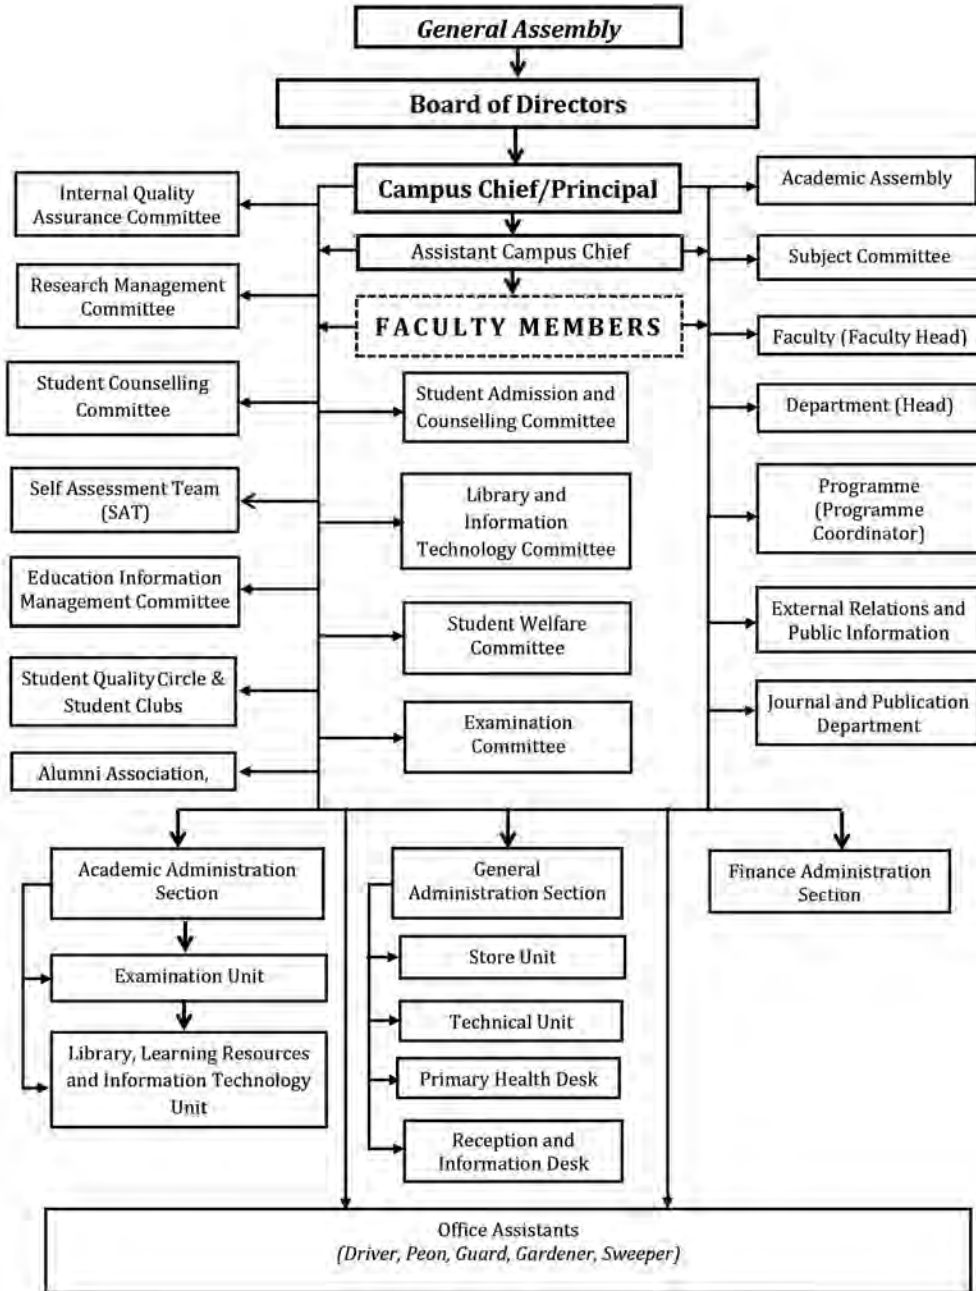 General Assembly
Board of Directors
Campus Chief/Principal
Assistant Campus Chief
FACULTY MEMBERS
Internal Quality
Assurance Committee
Research Management
Committee
Student Counselling
Committee
Self Assessment Team
(SAT)
Education Information
Management Committee
Student Quality Circle &
Student Clubs
Alumni Association,
Student Admission and
Counselling Committee
Library and
Information
Technology Committee
Student Welfare
Committee
Examination
Committee
Academic Assembly
Subject Committee
Faculty (Faculty Head)
Department (Head)
Programme
(Programme
Coordinator)
External Relations and
Public Information
Journal and Publication
Department
Academic Administration
Section
Examination Unit
Library, Learning Resources
and Information Technology
Unit
General
Administration Section
Store Unit
Technical Unit
Primary Health Desk
Reception and
Information Desk
Finance Administration
Section
Office Assistants
(Driver, Peon, Guard, Gardener, Sweeper)